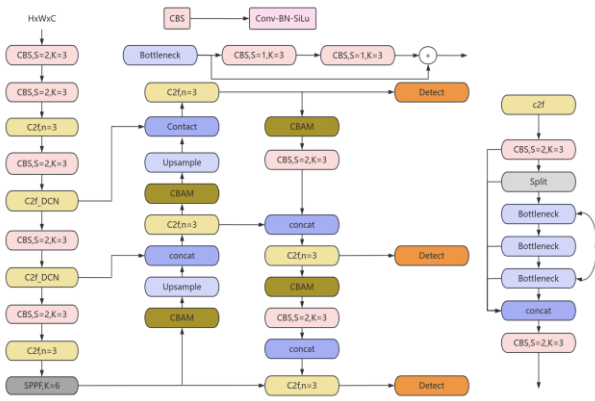 HxWxC
CBS,S=2,K=3
CBS,S=2,K=3
C2f,n=3
CBS,S=2,K=3
C2f_DCN
CBS,S=2,K=3
C2f_DCN
CBS,S=2,K=3
C2f,n=3
SPPF,K=6
CBS
Conv-BN-SiLu
Bottleneck
CBS,S=1,K=3
CBS,S=1,K=3
+
C2f,n=3
Contact
Upsample
CBAM
C2f,n=3
concat
Upsample
CBAM
CBAM
CBS,S=2,K=3
concat
C2f,n=3
CBAM
CBS,S=2,K=3
concat
C2f,n=3
Detect
Detect
Detect
c2f
CBS,S=2,K=3
Split
Bottleneck
Bottleneck
Bottleneck
concat
CBS,S=2,K=3